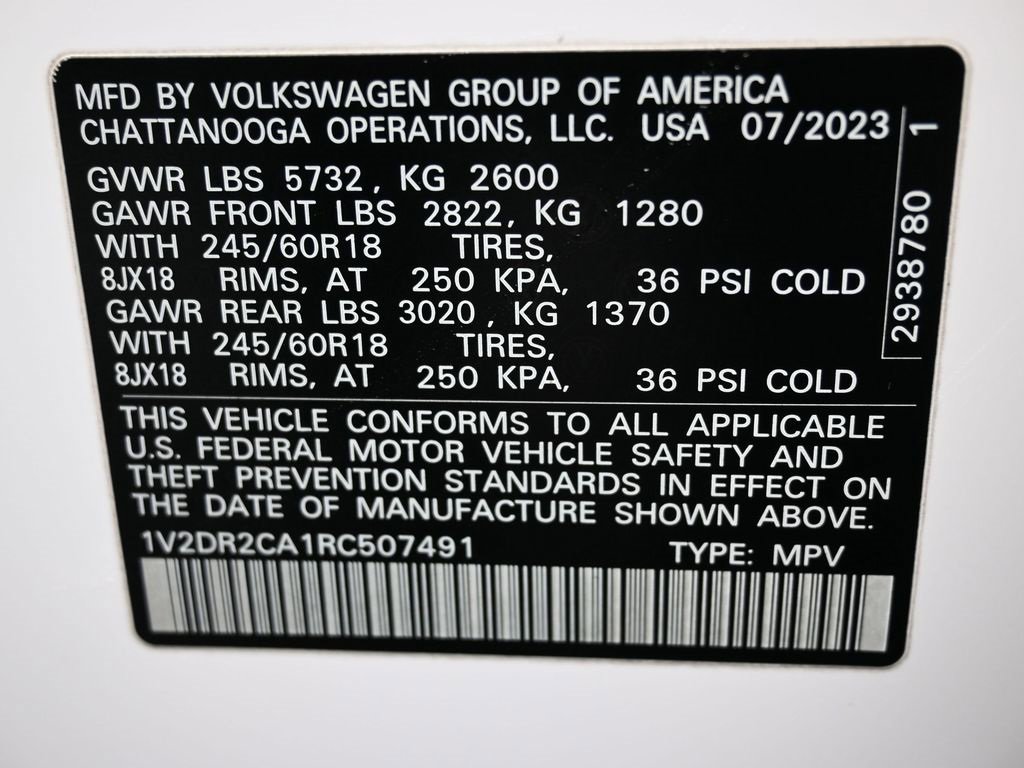 MFD BY VOLKSWAGEN GROUP OF AMERICA
CHATTANOOGA OPERATIONS, LLC. USA 07/2023
GVWR LBS 5732, KG 2600
GAWR FRONT LBS 2822, KG 1280
WITH 245/60R18 TIRES,
8JX18 RIMS, AT 250 KPA, 36 PSI COLD
GAWR REAR LBS 3020, KG 1370
WITH 245/60R18 TIRES,
8JX18 RIMS, AT 250 KPA, 36 PSI COLD
2938780 1
THIS VEHICLE CONFORMS TO ALL APPLICABLE
U.S. FEDERAL MOTOR VEHICLE SAFETY AND
THEFT PREVENTION STANDARDS IN EFFECT ON
THE DATE OF MANUFACTURE SHOWN ABOVE.
1V2DR2CA1RC507491 TYPE: MPV